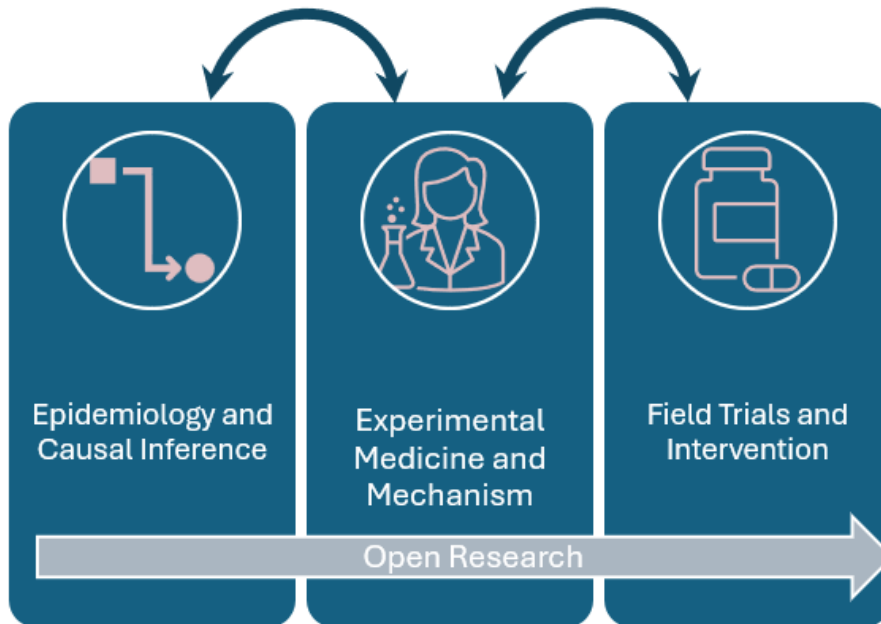 Epidemiology and
Causal Inference
Experimental
Medicine and
Mechanism
Field Trials and
Intervention
Open Research